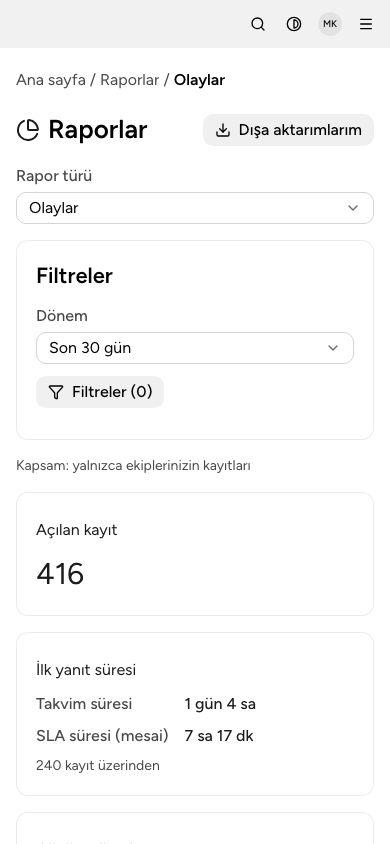 MK
Ana sayfa / Raporlar / Olaylar
Raporlar
Dışa aktarımlarım
Rapor türü
Olaylar
Filtreler
Dönem
Son 30 gün
Filtreler (0)
Kapsam: yalnızca ekiplerinizin kayıtları
Açılan kayıt
416
İlk yanıt süresi
Takvim süresi 1 gün 4 sa
SLA süresi (mesai) 7 sa 17 dk
240 kayıt üzerinden